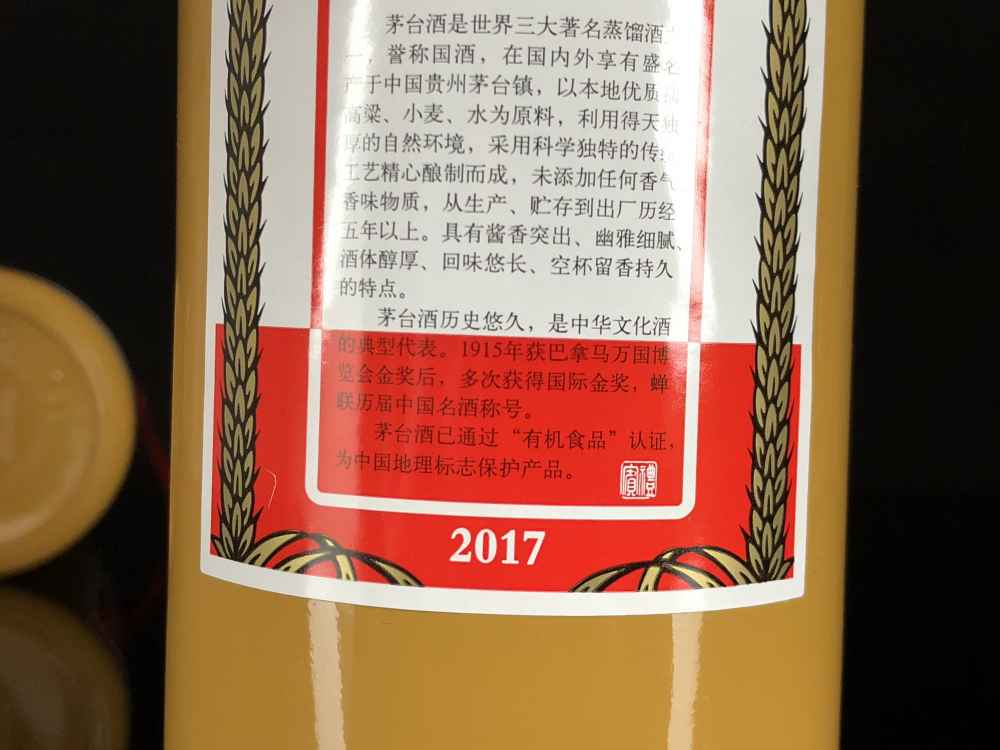 茅台酒是世界三大著名蒸馏酒之
一，誉称国酒，在国内外享有盛名
产于中国贵州茅台镇，以本地优质
高粱、小麦、水为原料，利用得天独
厚的自然环境，采用科学独特的传统
工艺精心酿制而成，未添加任何香气
香味物质，从生产、贮存到出厂历经
五年以上。具有酱香突出、幽雅细腻、
酒体醇厚、回味悠长、空杯留香持久
的特点。
茅台酒历史悠久，是中华文化酒
的典型代表。1915年获巴拿马万国博
览会金奖后，多次获得国际金奖，蝉
联历届中国名酒称号。
茅台酒已通过“有机食品”认证，
为中国地理标志保护产品。
2017